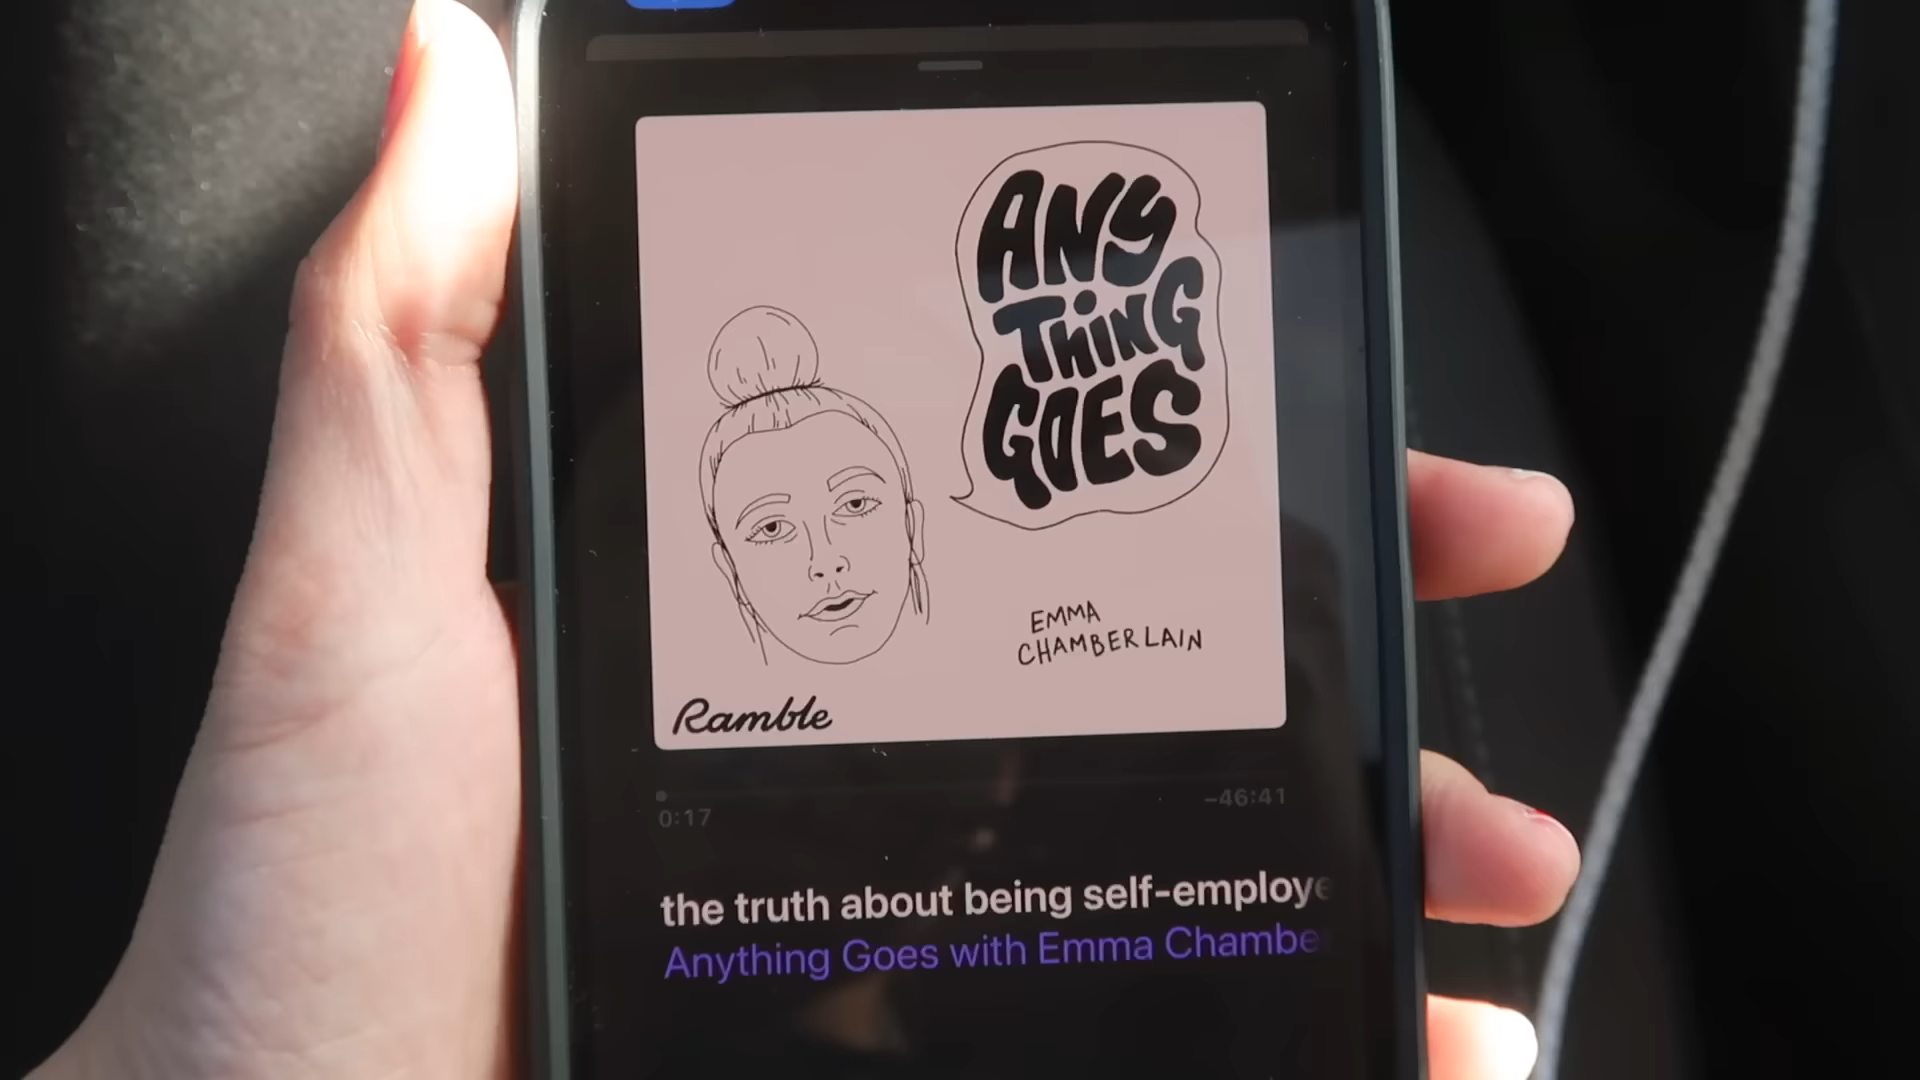 ANY
THiNG
GOES
EMMA
CHAMBERLAIN
Ramble
0:17
-46:41
the truth about being self-employe
Anything Goes with Emma Chambe